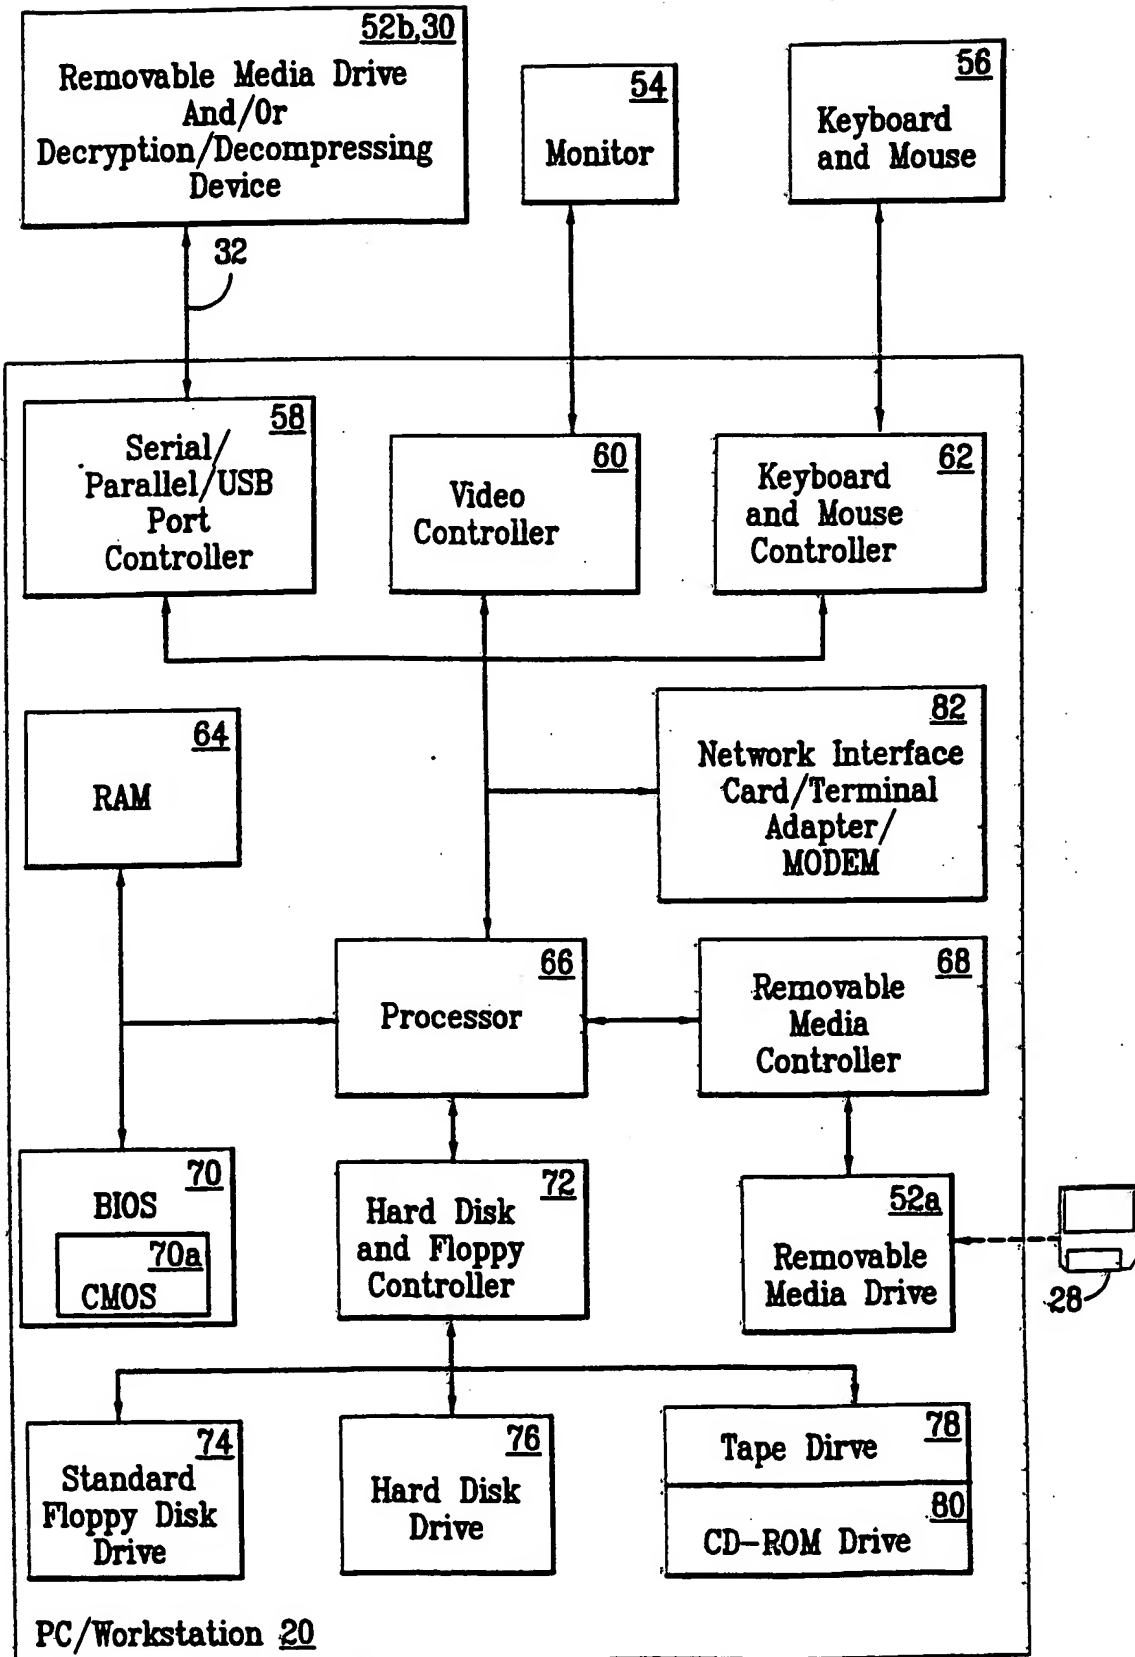 52b,30
Removable Media Drive
And/Or
Decryption/Decompressing
Device
54
Monitor
56
Keyboard
and Mouse
32
58
Serial/
Parallel/USB
Port
Controller
60
Video
Controller
62
Keyboard
and Mouse
Controller
64
RAM
82
Network Interface
Card/Terminal
Adapter/
MODEM
66
Processor
68
Removable
Media
Controller
70
BIOS
70a
CMOS
72
Hard Disk
and Floppy
Controller
52a
Removable
Media Drive
28
74
Standard
Floppy Disk
Drive
76
Hard Disk
Drive
78
Tape Dirve
80
CD-ROM Drive
PC/Workstation 20